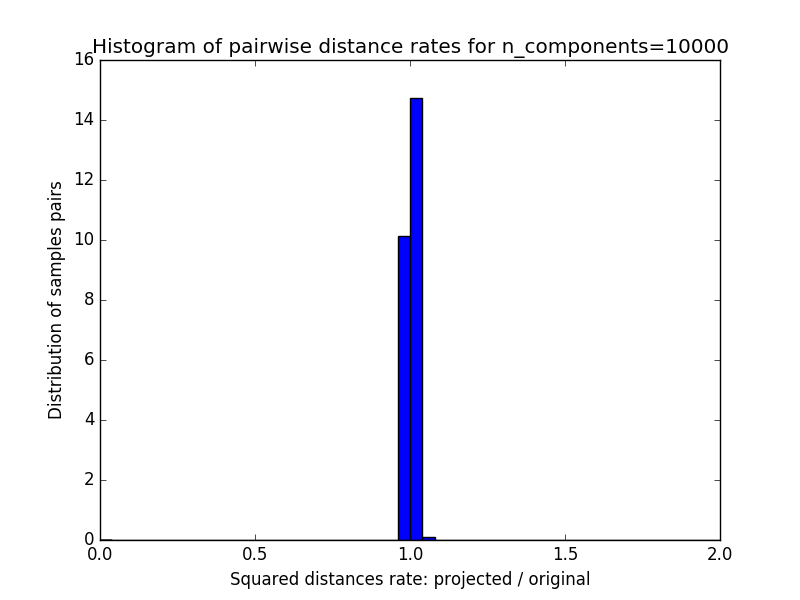 Histogram of pairwise distance rates for n_components=10000
16
14
12
10
8
6
4
2
0
Distribution of samples pairs
0.0 0.5 1.0 1.5 2.0
Squared distances rate: projected / original